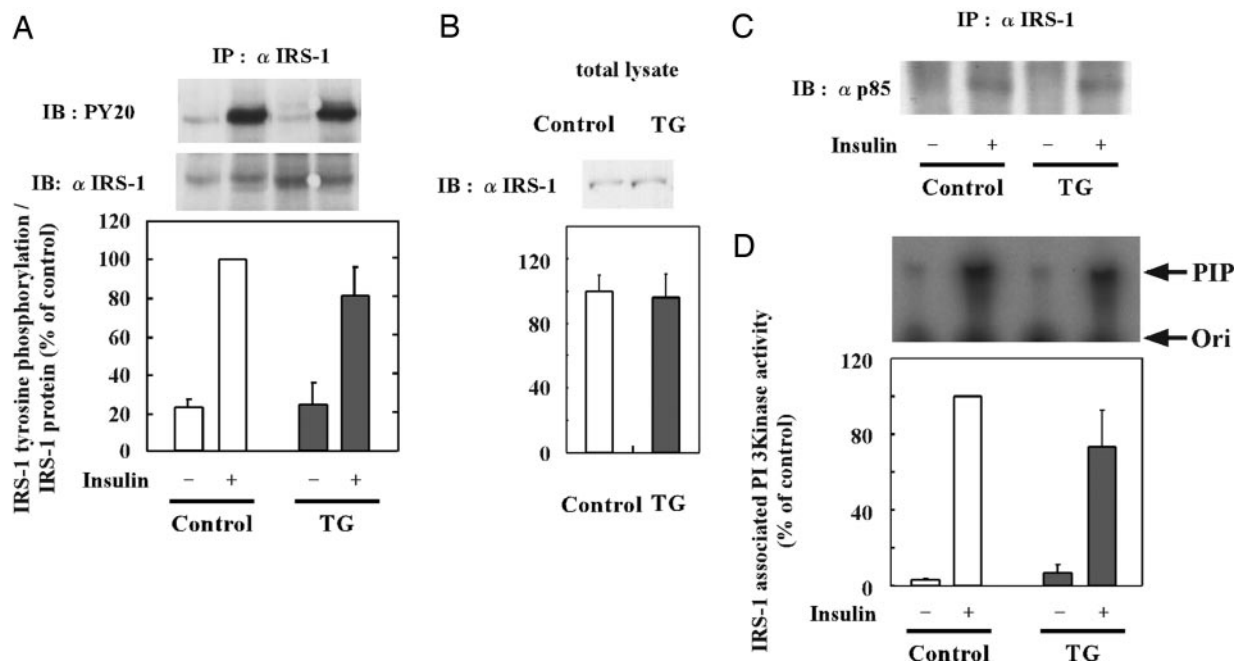 A
IP : α IRS-1
IB : PY20
IB: α IRS-1
IRS-1 tyrosine phosphorylation /
IRS-1 protein (% of control)
120
100
80
60
40
20
0
Insulin − + − +
Control TG
B
total lysate
Control TG
IB : α IRS-1
120
80
40
0
Control TG
C
IP : α IRS-1
IB : α p85
Insulin − + − +
Control TG
D
PIP
Ori
IRS-1 associated PI 3Kinase activity
(% of control)
120
80
40
0
Insulin − + − +
Control TG